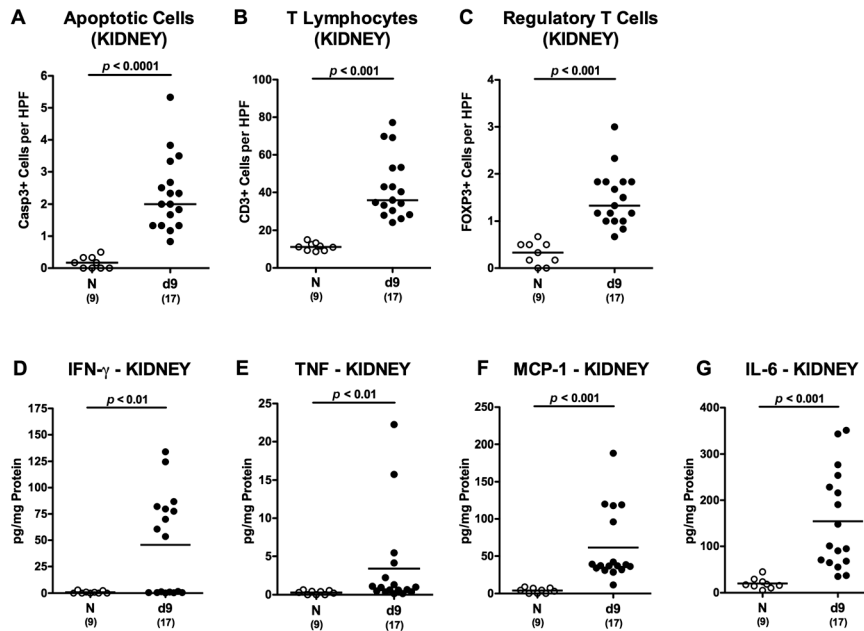 A Apoptotic Cells (KIDNEY)
p < 0.0001
Casp3+ Cells per HPF
6
5
4
3
2
1
0
N d9
(9) (17)
B T Lymphocytes (KIDNEY)
p < 0.001
CD3+ Cells per HPF
100
80
60
40
20
0
N d9
(9) (17)
C Regulatory T Cells (KIDNEY)
p < 0.001
FOXP3+ Cells per HPF
4
3
2
1
0
N d9
(9) (17)
D IFN-γ - KIDNEY
p < 0.01
pg/mg Protein
175
150
125
100
75
50
25
0
N d9
(9) (17)
E TNF - KIDNEY
p < 0.01
pg/mg Protein
25
20
15
10
5
0
N d9
(9) (17)
F MCP-1 - KIDNEY
p < 0.001
pg/mg Protein
250
200
150
100
50
0
N d9
(9) (17)
G IL-6 - KIDNEY
p < 0.001
pg/mg Protein
400
300
200
100
0
N d9
(9) (17)